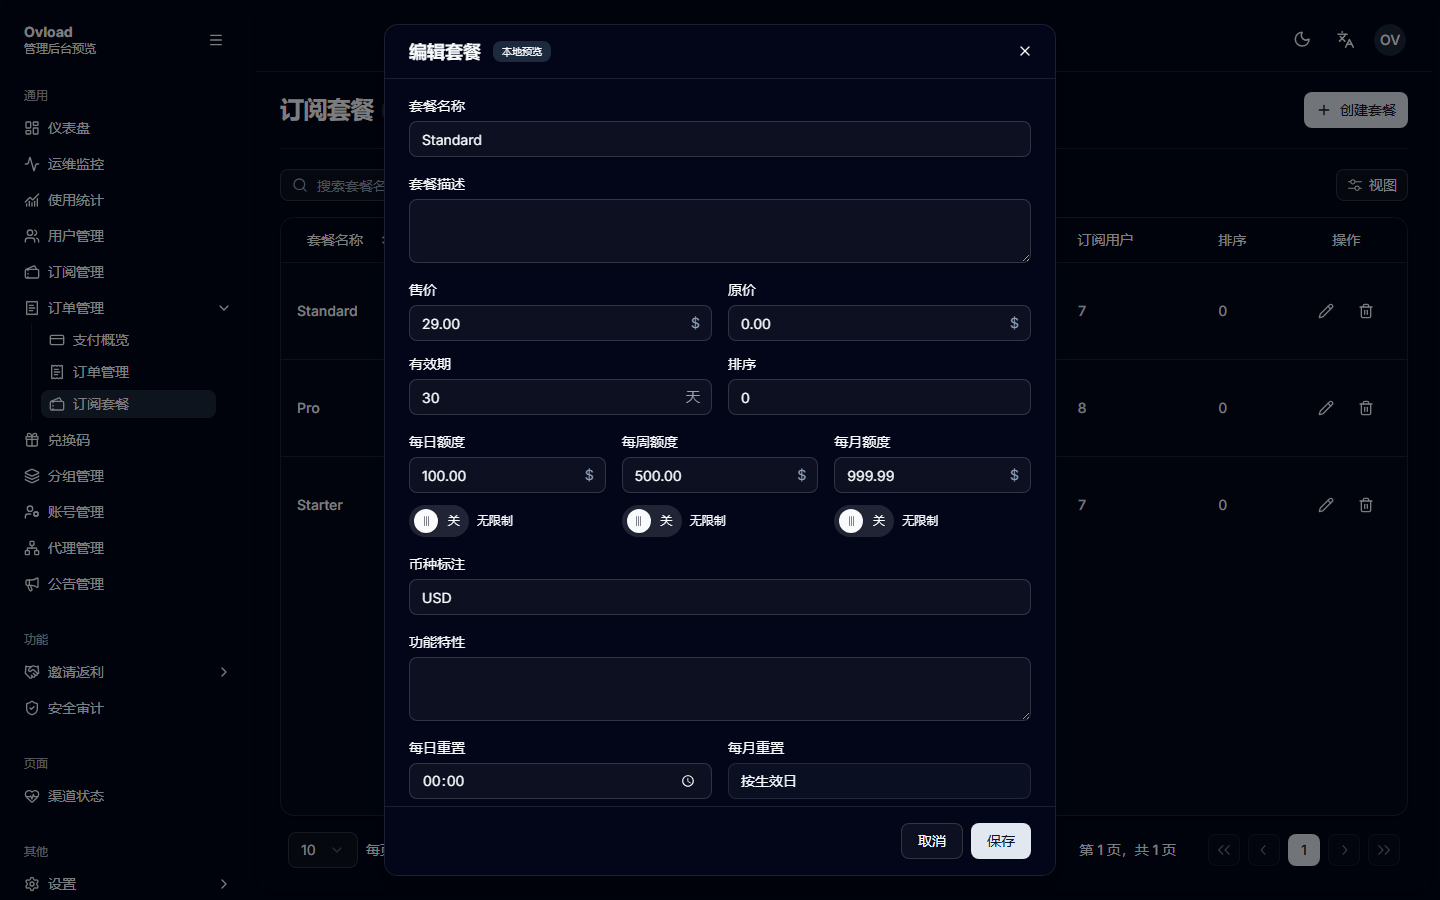 Ovload
管理后台预览
通用
仪表盘
运维监控
使用统计
用户管理
订阅管理
订单管理
支付概览
订单管理
订阅套餐
兑换码
分组管理
账号管理
代理管理
公告管理
功能
邀请返利
安全审计
页面
渠道状态
其他
设置
OV
订阅套餐
创建套餐
搜索套餐名
视图
套餐名称
订阅用户
排序
操作
Standard
7
0
Pro
8
0
Starter
7
0
10
第 1 页，共 1 页
1
编辑套餐
本地预览
套餐名称
Standard
套餐描述
售价
原价
29.00
$
0.00
$
有效期
排序
30
天
0
每日额度
每周额度
每月额度
100.00
$
500.00
$
999.99
$
关
无限制
关
无限制
关
无限制
币种标注
USD
功能特性
每日重置
每月重置
00:00
按生效日
取消
保存